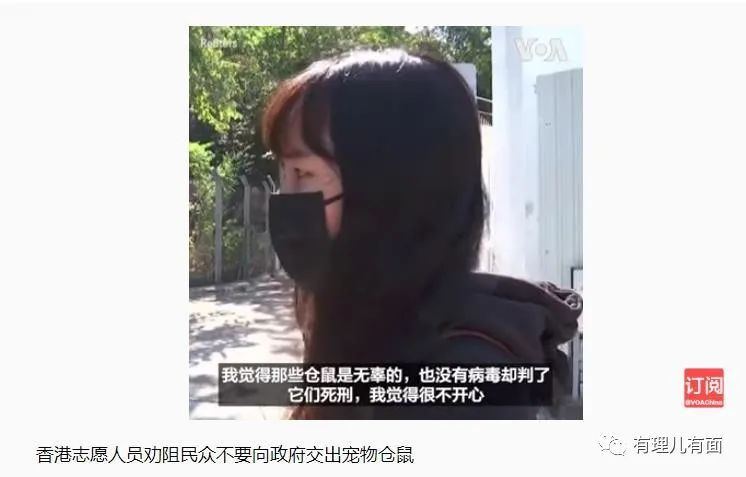 Reuters
VOA
我觉得那些仓鼠是无辜的，也没有病毒却判了
它们死刑，我觉得很不开心
订阅
@VOAChina
香港志愿人员劝阻民众不要向政府交出宠物仓鼠
有理儿有面